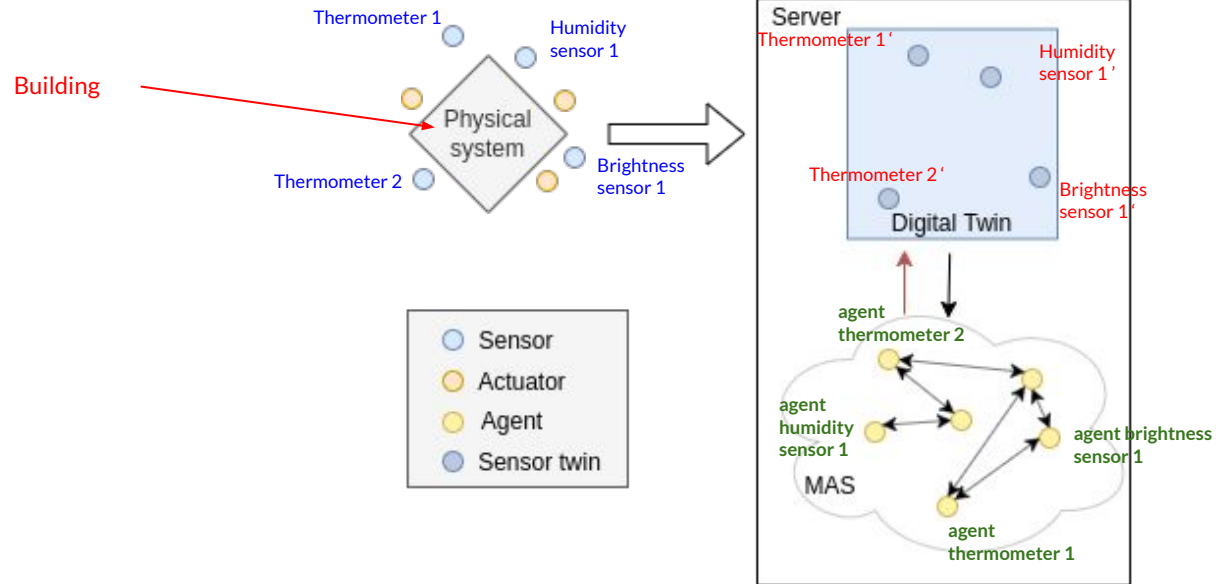 Thermometer 1
Humidity
sensor 1
Building
Physical
system
Thermometer 2
Brightness
sensor 1
Sensor
Actuator
Agent
Sensor twin
Server
Thermometer 1 ‘
Humidity
sensor 1 ’
Thermometer 2 ‘
Brightness
sensor 1 ‘
Digital Twin
agent
thermometer 2
agent
humidity
sensor 1
agent brightness
sensor 1
MAS
agent
thermometer 1